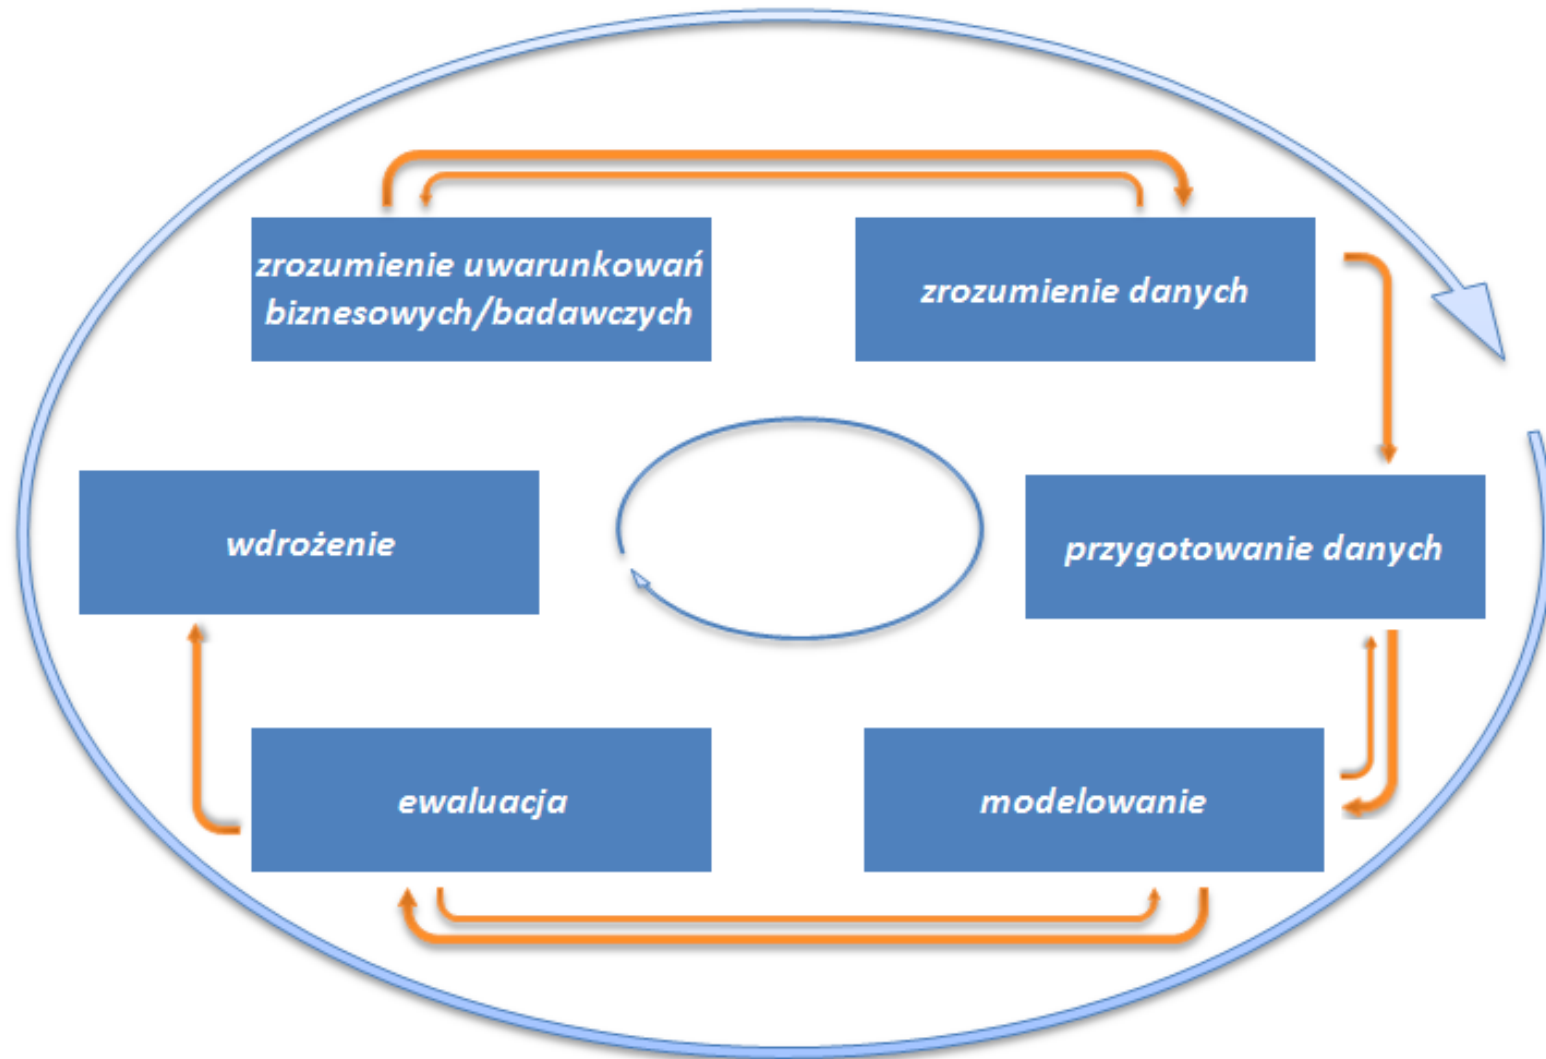 zrozumienie uwarunkowań
biznesowych/badawczych
zrozumienie danych
wdrożenie
przygotowanie danych
ewaluacja
modelowanie